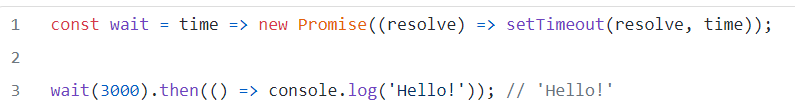 1 const wait = time => new Promise((resolve) => setTimeout(resolve, time));
2
3 wait(3000).then(() => console.log('Hello!')); // 'Hello!'